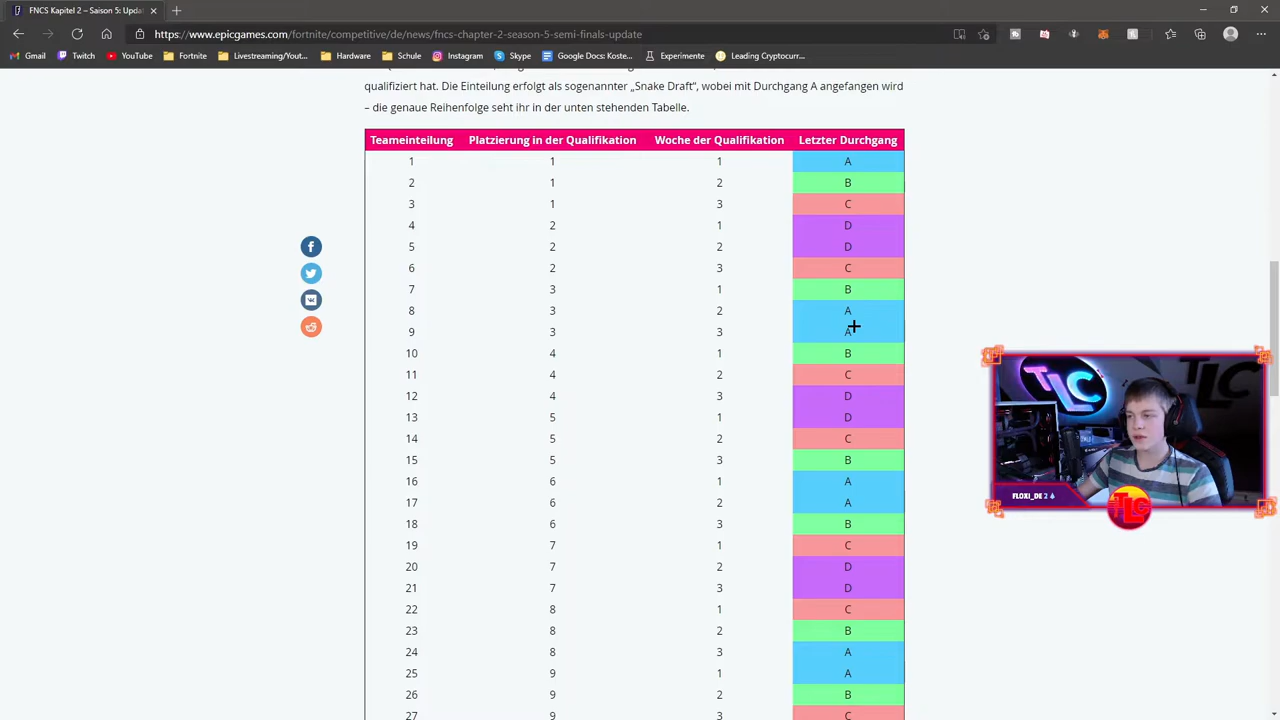 FNCS Kapitel 2 – Saison 5: Upda
https://www.epicgames.com/fortnite/competitive/de/news/fncs-chapter-2-season-5-semi-finals-update
Gmail Twitch YouTube Fortnite Livestreaming/Yout... Hardware Schule Instagram Skype Google Docs: Koste... Experimente Leading Cryptocurr...
qualifiziert hat. Die Einteilung erfolgt als sogenannter „Snake Draft“, wobei mit Durchgang A angefangen wird
– die genaue Reihenfolge seht ihr in der unten stehenden Tabelle.
Teameinteilung Platzierung in der Qualifikation Woche der Qualifikation Letzter Durchgang
1 1 1 A
2 1 2 B
3 1 3 C
4 2 1 D
5 2 2 D
6 2 3 C
7 3 1 B
8 3 2 A
9 3 3 A
10 4 1 B
11 4 2 C
12 4 3 D
13 5 1 D
14 5 2 C
15 5 3 B
16 6 1 A
17 6 2 A
18 6 3 B
19 7 1 C
20 7 2 D
21 7 3 D
22 8 1 C
23 8 2 B
24 8 3 A
25 9 1 A
26 9 2 B
27 9 3 C
TLC
TLC
FLOXI_DE 2
TLC